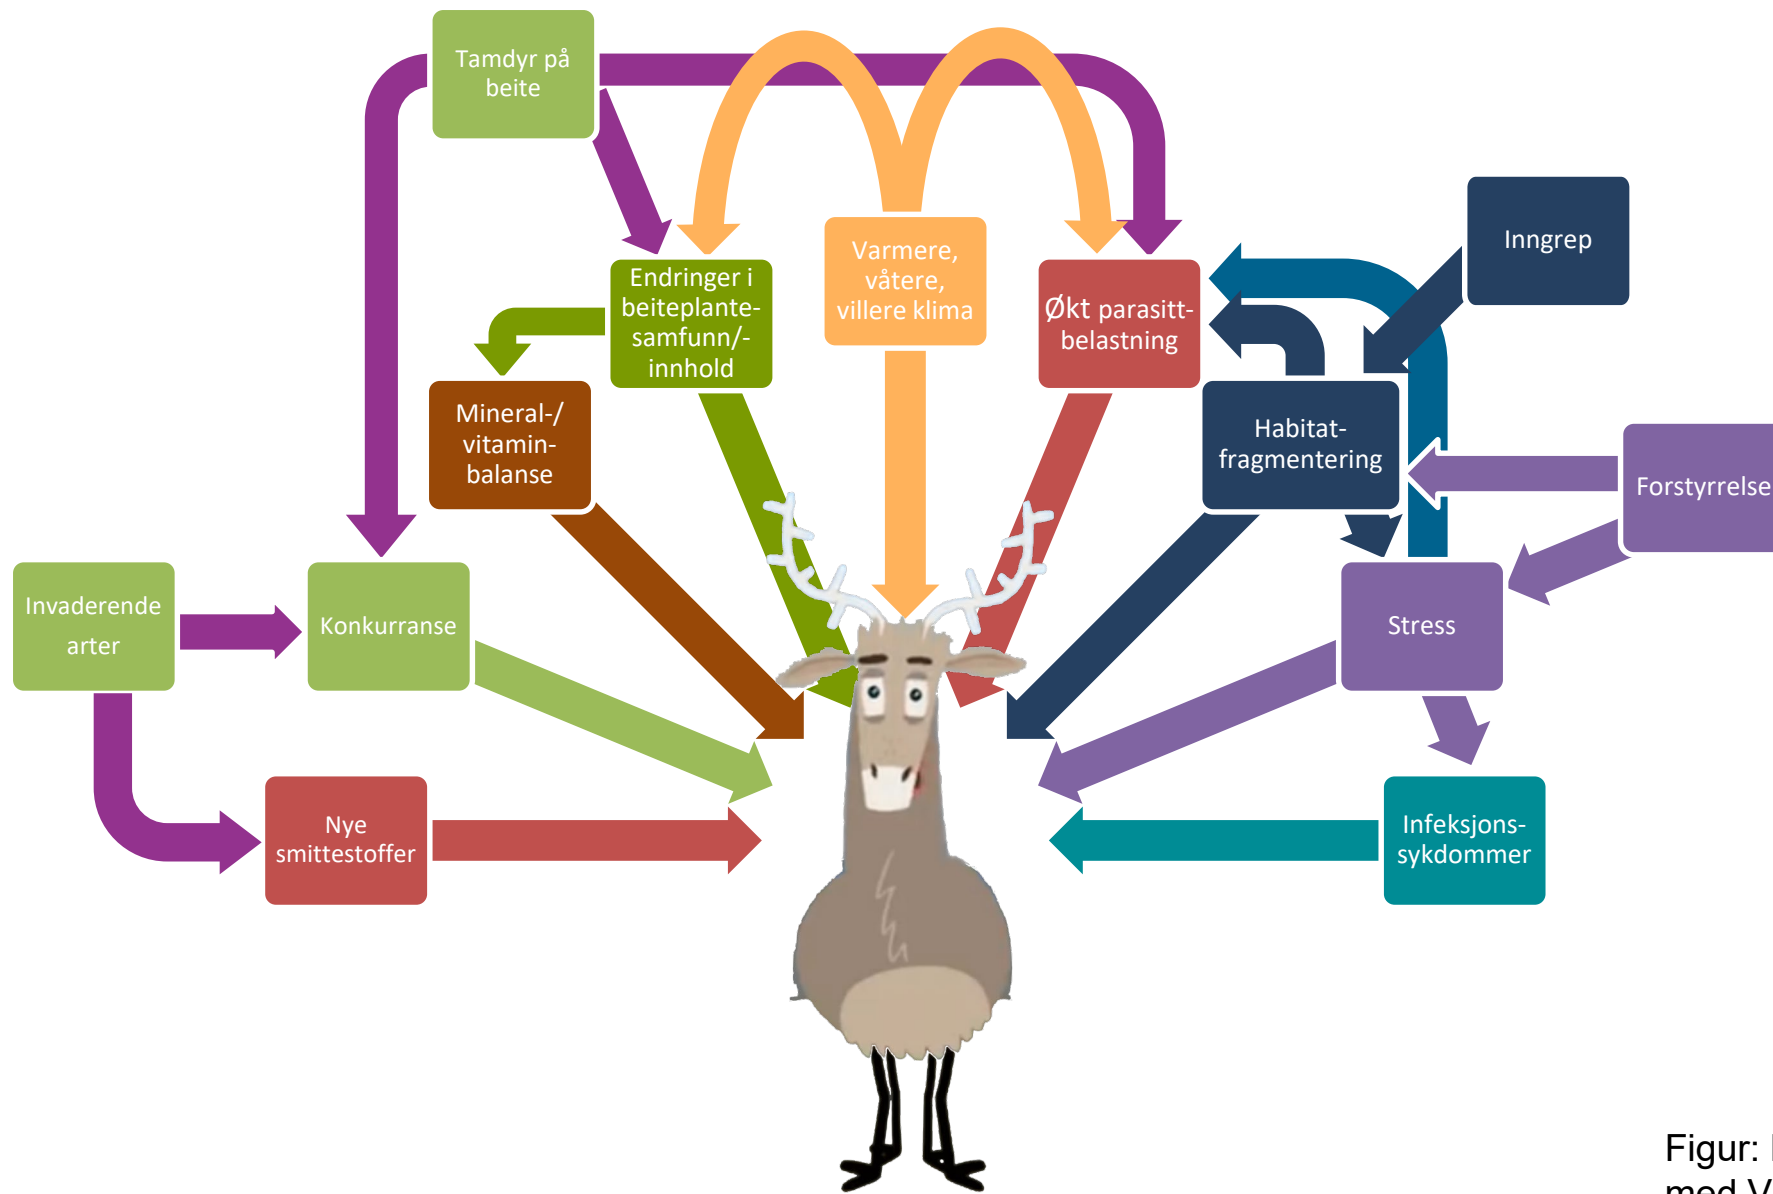 Tamdyr på
beite
Varmere,
våtere,
villere klima
Inngrep
Endringer i
beiteplante-
samfunn/-
innhold
Økt parasitt-
belastning
Mineral-/
vitamin-
balanse
Habitat-
fragmentering
Forstyrrelse
Invaderende
arter
Konkurranse
Stress
Nye
smittestoffer
Infeksjons-
sykdommer
Figur:
med V